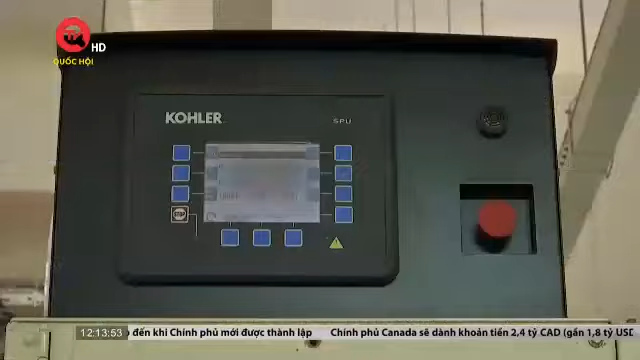 HD
QUỐC HỘI
KOHLER
SPU
STOP
12:13:53
đến khi Chính phủ mới được thành lập Chính phủ Canada sẽ dành khoản tiền 2,4 tỷ CAD (gần 1,8 tỷ USD